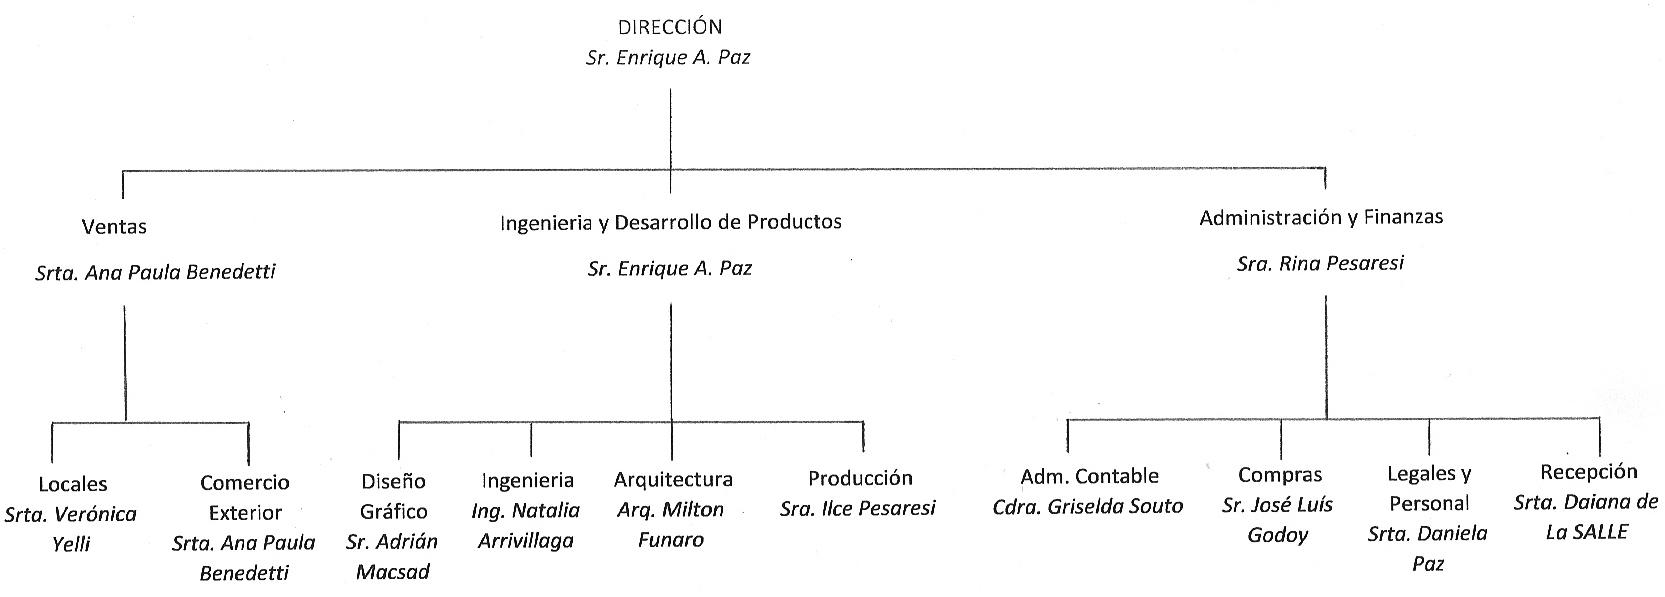 DIRECCIÓN
Sr. Enrique A. Paz
Ventas
Srta. Ana Paula Benedetti
Ingenieria y Desarrollo de Productos
Sr. Enrique A. Paz
Administración y Finanzas
Sra. Rina Pesaresi
Locales
Srta. Verónica
Yelli
Comercio
Exterior
Srta. Ana Paula
Benedetti
Diseño
Gráfico
Sr. Adrián
Macsad
Ingenieria
Ing. Natalia
Arrivillaga
Arquitectura
Arq. Milton
Funaro
Producción
Sra. Ilce Pesaresi
Adm. Contable
Cdra. Griselda Souto
Compras
Sr. José Luís
Godoy
Legales y
Personal
Srta. Daniela
Paz
Recepción
Srta. Daiana de
La SALLE